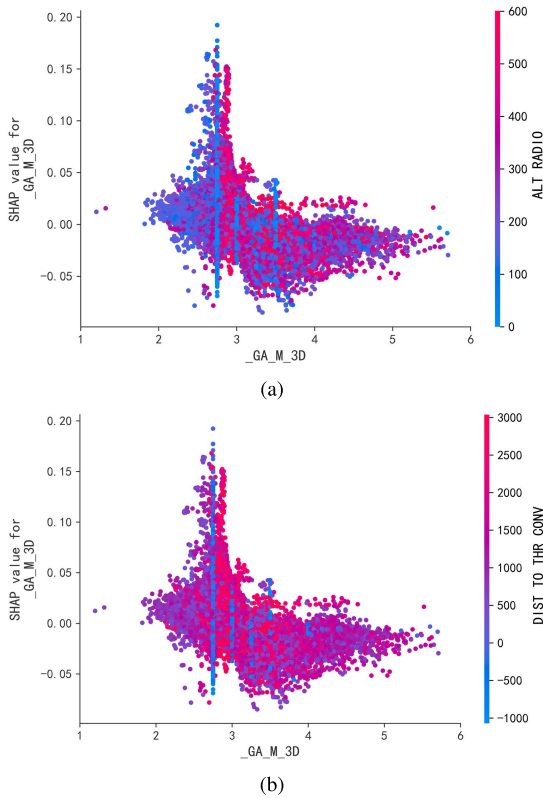 0.20
0.15
0.10
0.05
0.00
−0.05
SHAP value for
_GA_M_3D
1 2 3 4 5 6
_GA_M_3D
600
500
400
300
200
100
0
ALT RADIO
(a)
0.20
0.15
0.10
0.05
0.00
−0.05
SHAP value for
_GA_M_3D
1 2 3 4 5 6
_GA_M_3D
3000
2500
2000
1500
1000
500
0
−500
−1000
DIST TO THR CONV
(b)